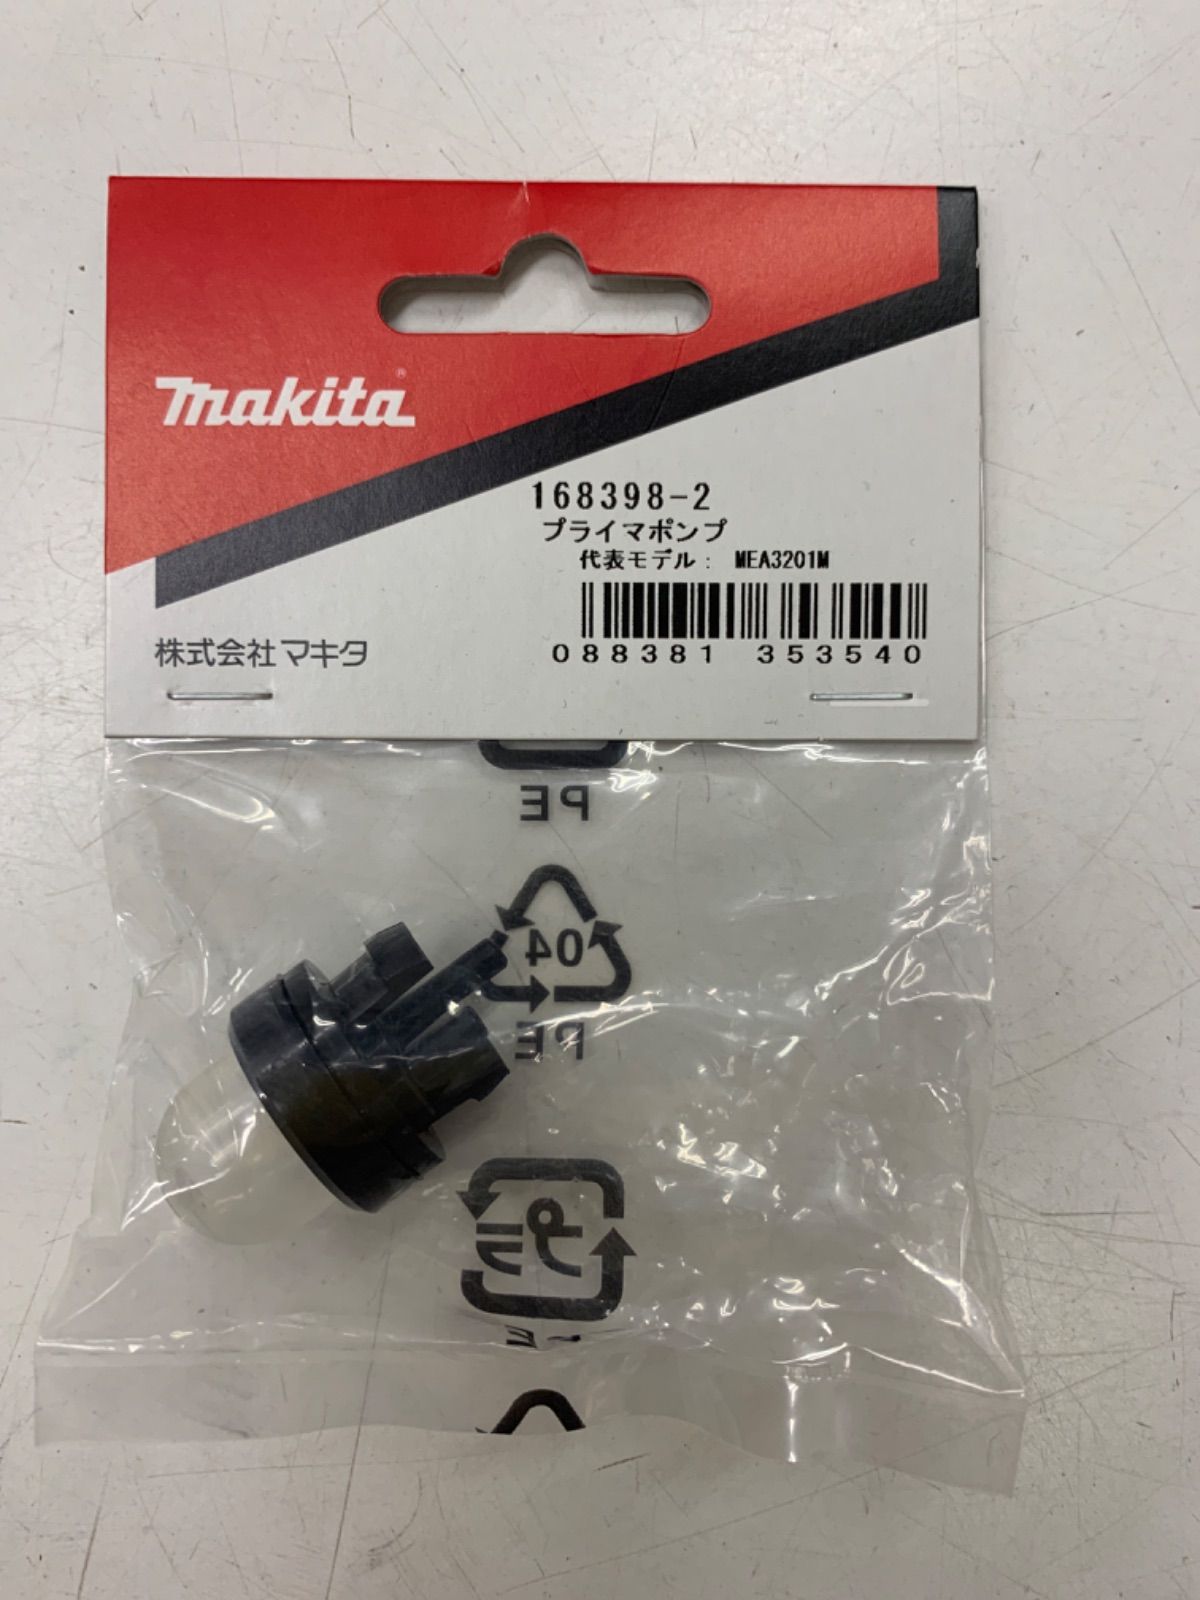 makita®
168398-2
プライマポンプ
代表モデル： MEA3201M
088381 353540
株式会社マキタ
PE
04
PE
プラ